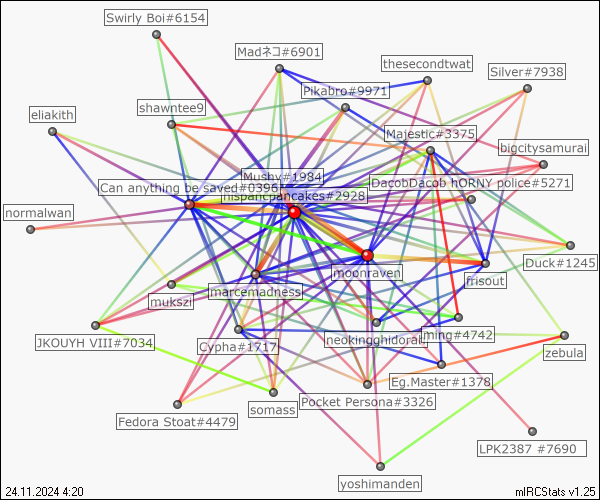 Swirly Boi#6154
Madネコ#6901
thesecondtwat
Silver#7938
Pikabro#9971
shawntee9
eliakith
Majestic#3375
bigcitysamurai
Mushy#1984
DacobDacob hORNY police#5271
Can anything be saved#0396
mspancpancakes#2928
normalwan
Duck#1245
moonraven
frisout
marcemadness
mukszi
JKOUYH VIII#7034
Cypha#1717
neokingghidorah
ming#4742
zebula
Eg.Master#1378
Pocket Persona#3326
somass
Fedora Stoat#4479
LPK2387 #7690
yoshimanden
24.11.2024 4:20
mIRCStats v1.25